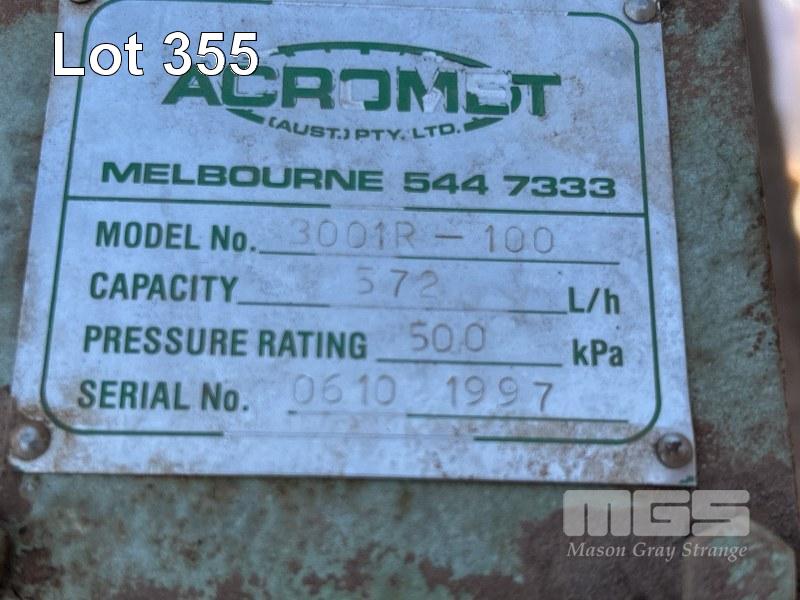 Lot 355
ACROMET
(AUST.) PTY. LTD.
MELBOURNE 544 7333
MODEL No. 3001R - 100
CAPACITY 572 L/h
PRESSURE RATING 500 kPa
SERIAL No. 0610 1997
MGS
Mason Gray Strange